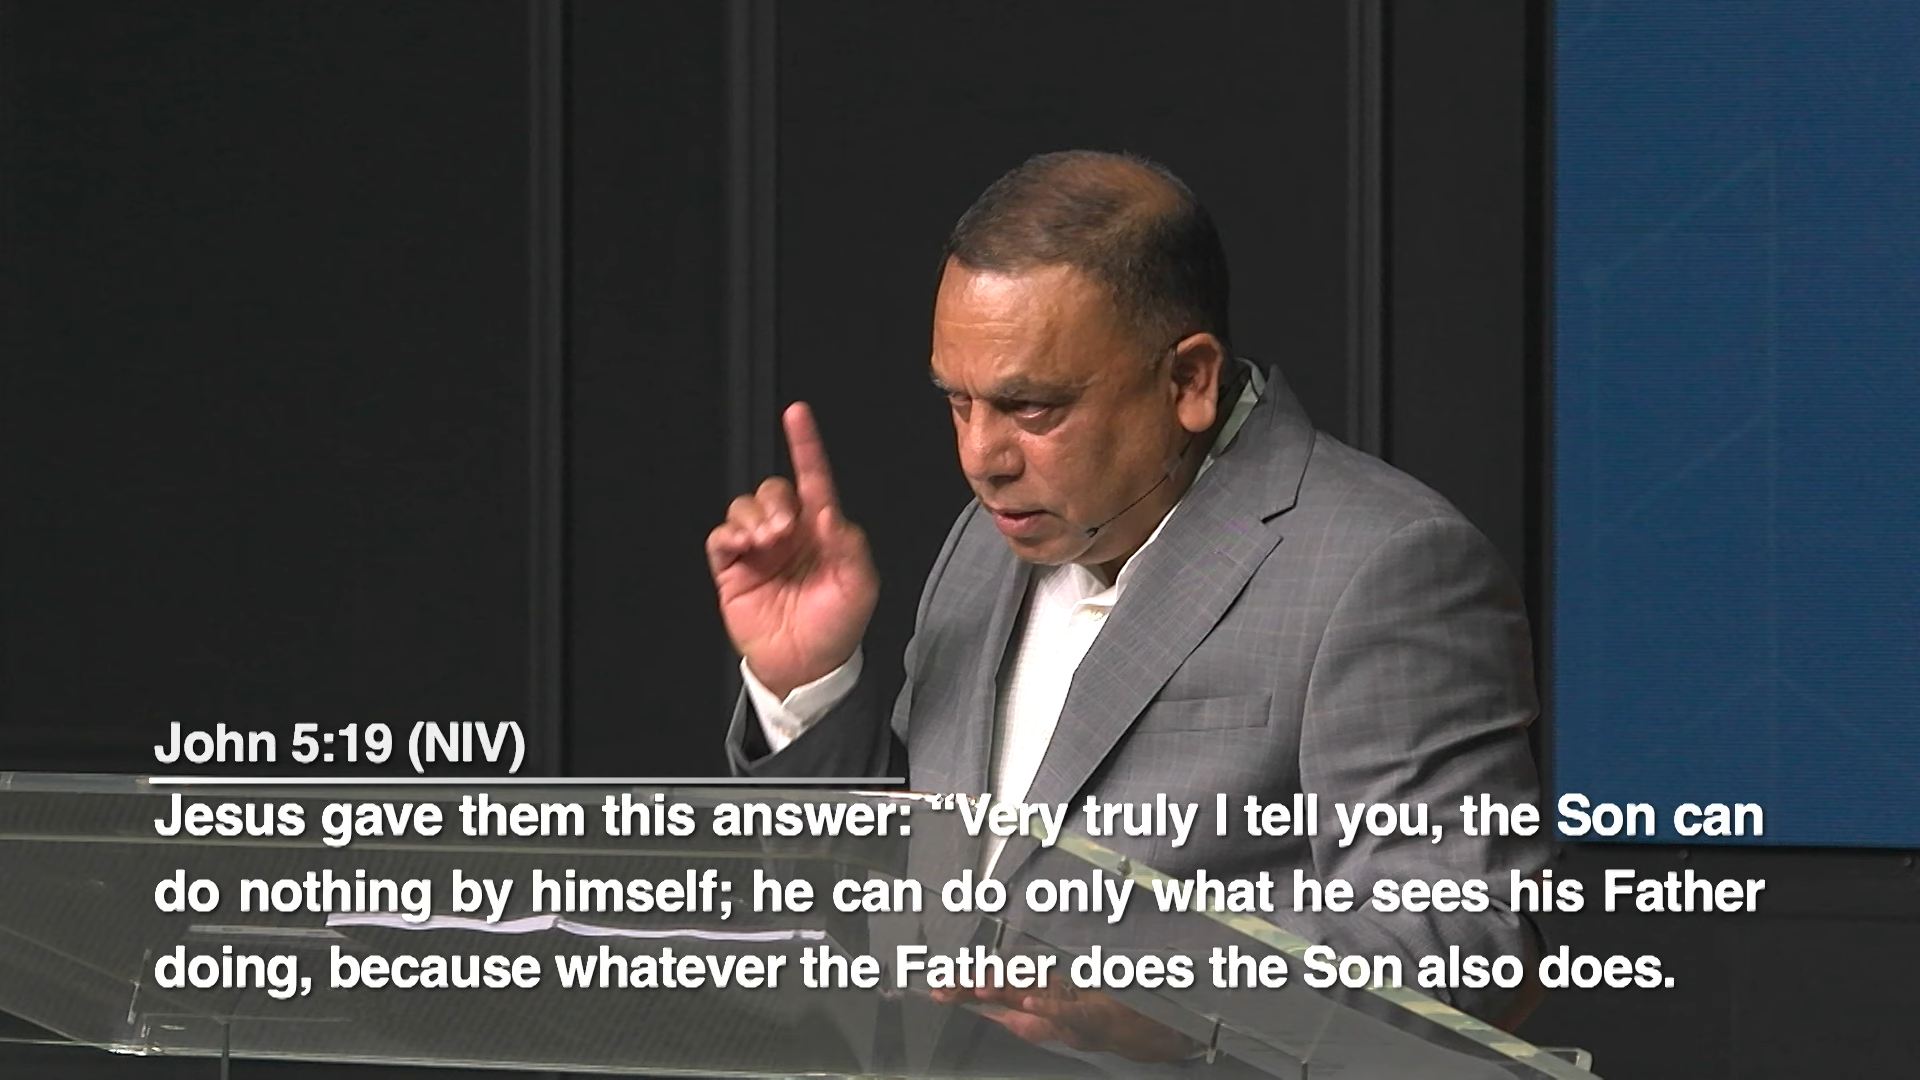 John 5:19 (NIV)
Jesus gave them this answer: “Very truly I tell you, the Son can
do nothing by himself; he can do only what he sees his Father
doing, because whatever the Father does the Son also does.